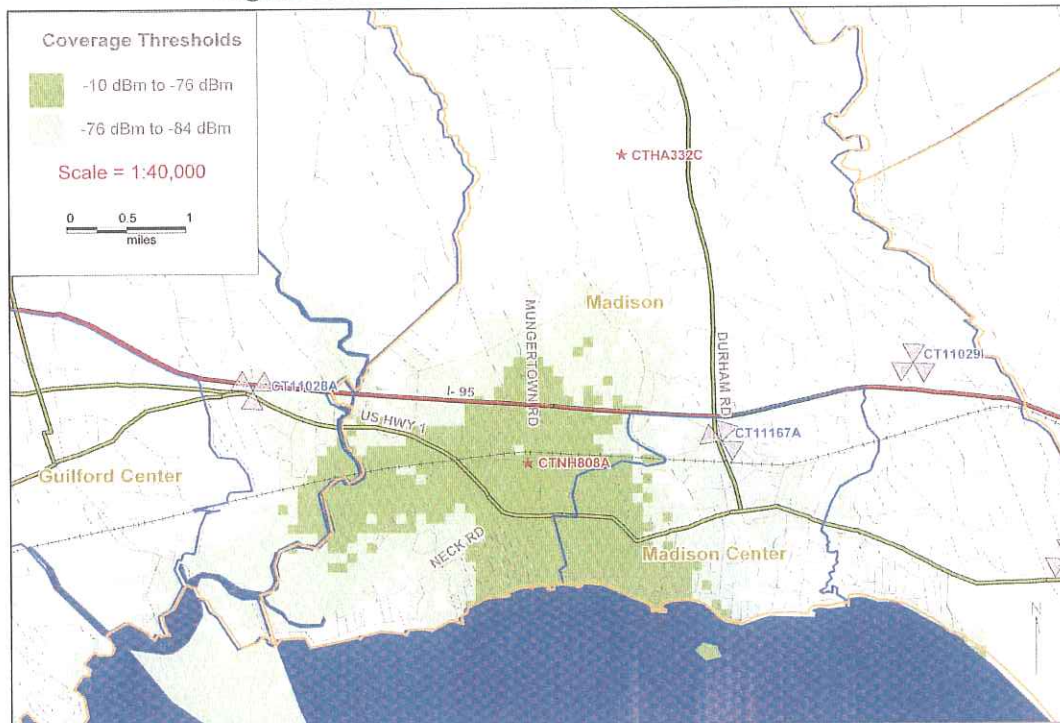 Coverage Thresholds
-10 dBm to -76 dBm
-76 dBm to -84 dBm
Scale = 1:40,000
0 0.5 1
miles
CTHA332C
Madison
MUNGERTOWN RD
DURHAM RD
CT11029
CT11028A
I- 95
US HWY 1
CT11167A
CTNH808A
Guilford Center
NECK RD
Madison Center
N